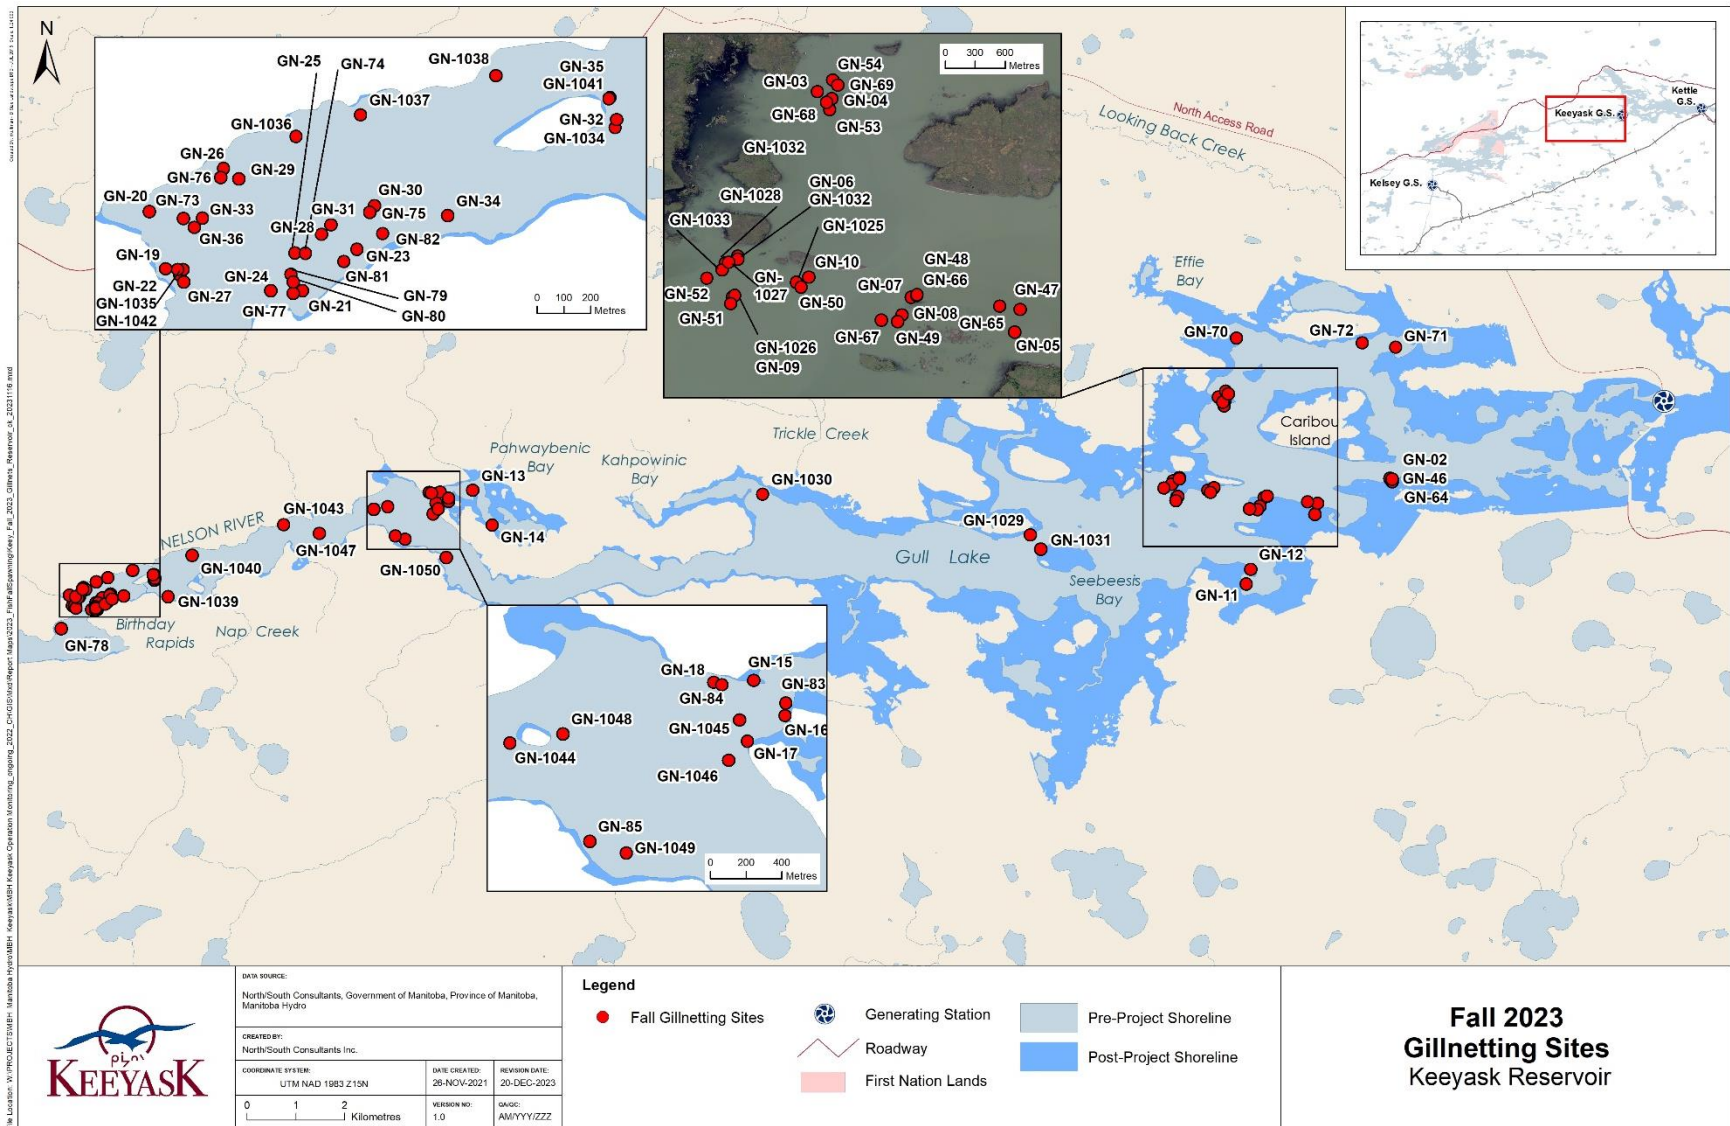 N
GN-25
GN-74
GN-1038
GN-35
GN-1041
GN-1037
GN-32
GN-1034
GN-1036
GN-26
GN-76
GN-29
GN-20
GN-73
GN-33
GN-36
GN-30
GN-31
GN-75
GN-34
GN-28
GN-82
GN-19
GN-23
GN-22
GN-1035
GN-1042
GN-27
GN-24
GN-81
GN-79
GN-77
GN-21
GN-80
0 100 200
Metres
0 300 600
Metres
GN-54
GN-03
GN-69
GN-04
GN-68
GN-53
GN-1032
GN-06
GN-1028
GN-1032
GN-1033
GN-1025
GN-10
GN-48
GN-66
GN-07
GN-47
GN-52
GN-
1027
GN-50
GN-08
GN-65
GN-51
GN-67
GN-49
GN-05
GN-1026
GN-09
North Access Road
Looking Back Creek
Kettle
G.S.
Keeyask G.S.
Kelsey G.S.
Effie
Bay
GN-70
GN-72
GN-71
Caribou
Island
GN-02
GN-46
GN-64
Trickle Creek
Pahwaybenic
Bay
Kahpowinic
Bay
GN-13
GN-1030
GN-1043
NELSON RIVER
GN-14
GN-1047
GN-1029
GN-1031
Gull Lake
GN-12
GN-1040
GN-1050
Seebeesis
Bay
GN-11
GN-1039
Birthday
Rapids
Nap Creek
GN-78
GN-18
GN-15
GN-84
GN-83
GN-1048
GN-1045
GN-16
GN-1044
GN-17
GN-1046
GN-85
GN-1049
0 200 400
Metres
KEEYASK
DATA SOURCE:
North/South Consultants, Government of Manitoba, Province of Manitoba,
Manitoba Hydro
CREATED BY:
North/South Consultants Inc.
COORDINATE SYSTEM:
UTM NAD 1983 Z15N
DATE CREATED:
26-NOV-2021
REVISION DATE:
20-DEC-2023
0 1 2
Kilometres
VERSION NO:
1.0
QA/QC:
AM/YYY/ZZZ
Legend
Fall Gillnetting Sites
Generating Station
Roadway
First Nation Lands
Pre-Project Shoreline
Post-Project Shoreline
Fall 2023
Gillnetting Sites
Keeyask Reservoir